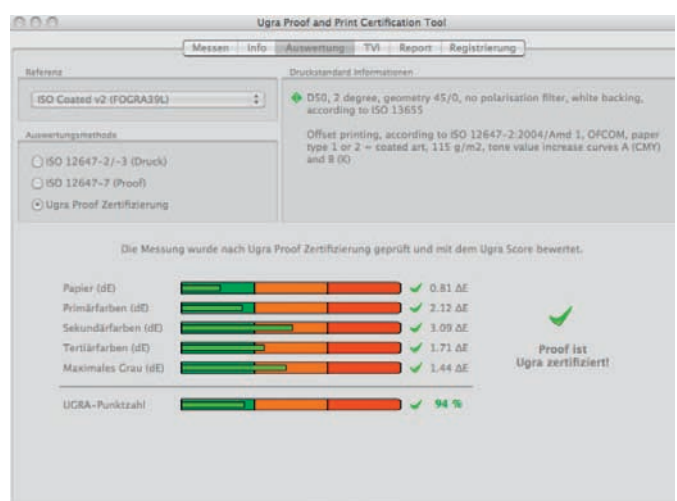 Ugra Proof and Print Certification Tool
Messen Info Auswertung TVI Report Registrierung
Referenz
ISO Coated v2 (FOGRA39L)
Auswertungsmethode
ISO 12647-2/-3 (Druck)
ISO 12647-7 (Proof)
Ugra Proof Zertifizierung
Druckstandard Informationen
D50, 2 degree, geometry 45/0, no polarisation filter, white backing,
according to ISO 13655
Offset printing, according to ISO 12647-2:2004/Amd 1, OFCOM, paper
type 1 or 2 = coated art, 115 g/m2, tone value increase curves A (CMY)
and B (K)
Die Messung wurde nach Ugra Proof Zertifizierung geprüft und mit dem Ugra Score bewertet.
Papier (dE) 0.81 ΔE
Primärfarben (dE) 2.12 ΔE
Sekundärfarben (dE) 3.09 ΔE
Tertiärfarben (dE) 1.71 ΔE
Maximales Grau (dE) 1.44 ΔE
UGRA-Punktzahl 94 %
Proof ist
Ugra zertifiziert!